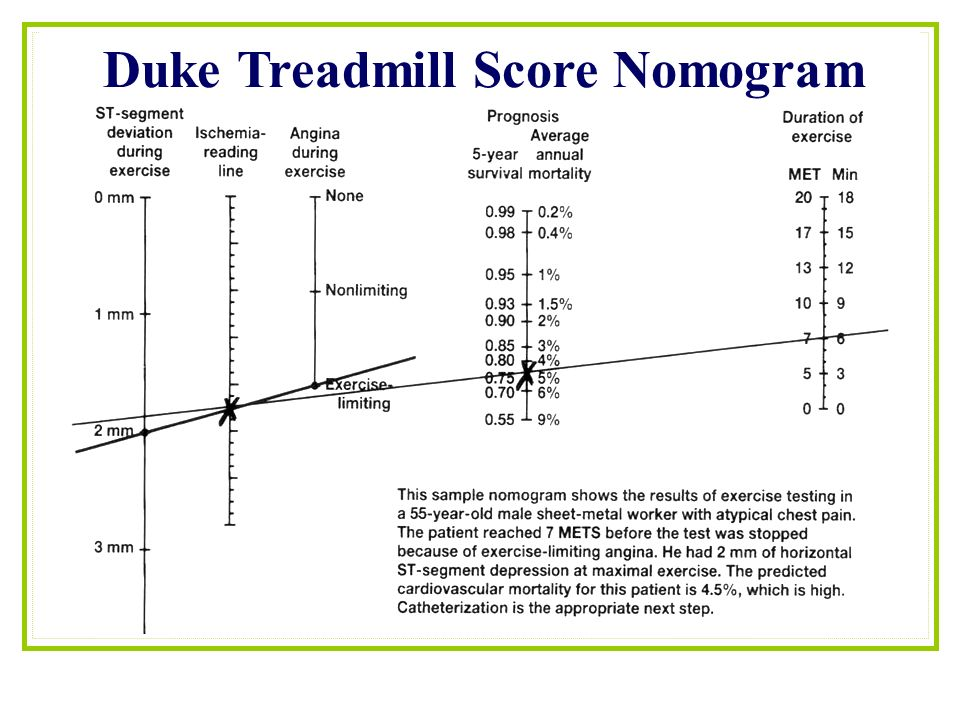 Duke Treadmill Score Nomogram
ST-segment
deviation
during
exercise
Ischemia-
reading
line
Angina
during
exercise
Prognosis
5-year
survival
Average
annual
mortality
Duration of
exercise
MET Min
0 mm
1 mm
2 mm
3 mm
None
Nonlimiting
Exercise-
limiting
0.99 0.2%
0.98 0.4%
0.95 1%
0.93 1.5%
0.90 2%
0.85 3%
0.80 4%
0.75 5%
0.70 6%
0.55 9%
20 18
17 15
13 12
10 9
7 6
5 3
0 0
This sample nomogram shows the results of exercise testing in
a 55-year-old male sheet-metal worker with atypical chest pain.
The patient reached 7 METS before the test was stopped
because of exercise-limiting angina. He had 2 mm of horizontal
ST-segment depression at maximal exercise. The predicted
cardiovascular mortality for this patient is 4.5%, which is high.
Catheterization is the appropriate next step.